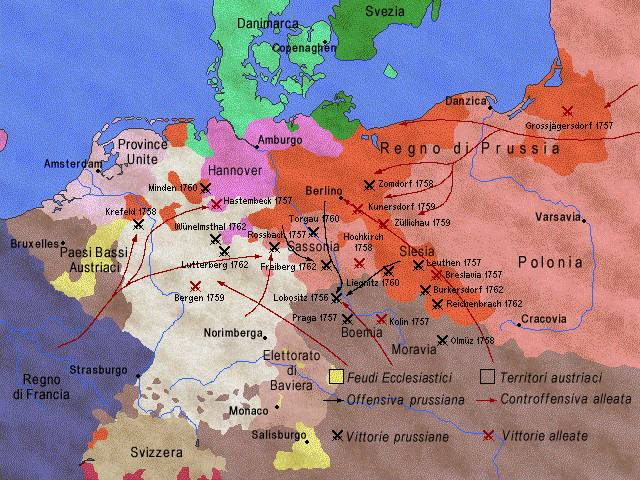 Svezia
Danimarca
Copenaghen
Danzica
Grossjägersdorf 1757
Province
Unite
Amburgo
Regno di Prussia
Amsterdam
Hannover
Minden 1760
Hastembeck 1757
Berlino
Zorndorf 1758
Kunersdorf 1759
Krefeld 1758
Torgau 1760
Züllichau 1759
Varsavia
Wünelmsthal 1762
Rossbach 1757
Hochkirch
1758
Bruxelles
Paesi Bassi
Austriaci
Sassonia
Slesia
Lutterberg 1762
Freiberg 1762
Leuthen 1757
Polonia
Breslavia 1757
Liegnitz 1760
Bergen 1759
Lobositz 1756
Burkersdorf 1762
Reichenbach 1762
Praga 1757
Kolin 1757
Cracovia
Norimberga
Boemia
Olmüz 1758
Moravia
Elettorato
di
Baviera
Strasburgo
Regno
di Francia
Feudi Ecclesiastici
Territori austriaci
Offensiva prussiana
Controffensiva alleata
Monaco
Salisburgo
Vittorie prussiane
Vittorie alleate
Svizzera